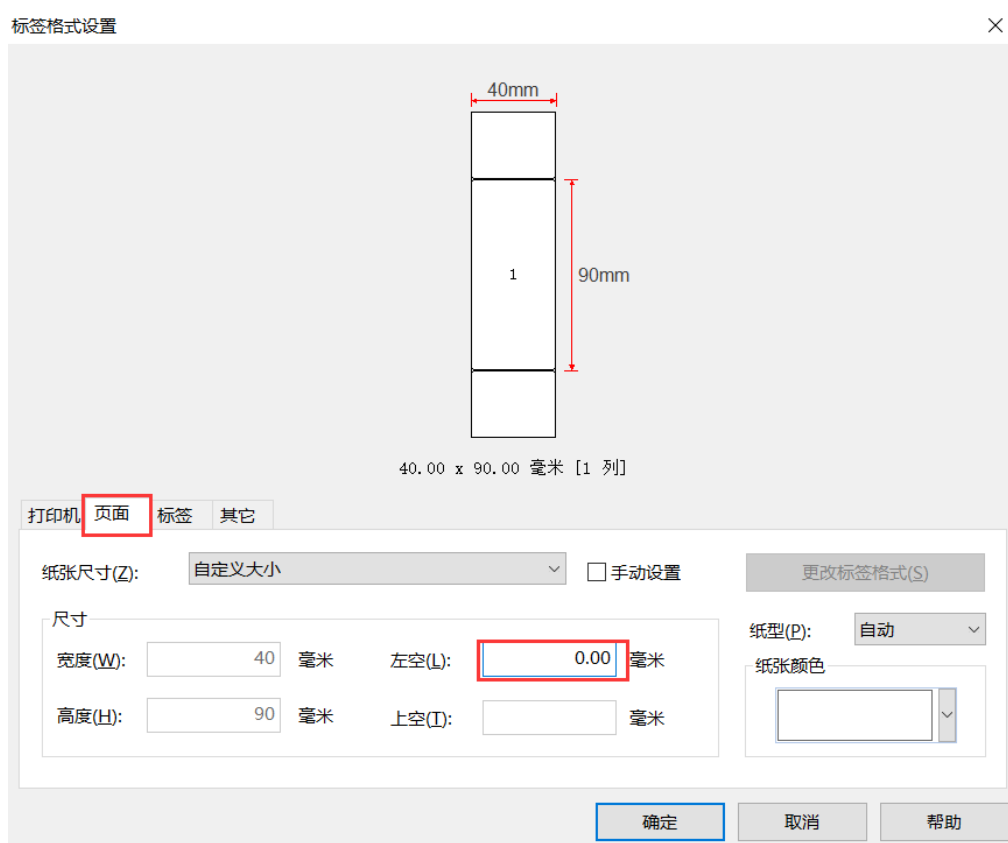 标签格式设置
40mm
1
90mm
40.00 x 90.00 毫米 [1 列]
打印机 页面 标签 其它
纸张尺寸(Z): 自定义大小 手动设置 更改标签格式(S)
尺寸
纸型(P): 自动
宽度(W): 40 毫米 左空(L): 0.00 毫米
纸张颜色
高度(H): 90 毫米 上空(T): 毫米
确定 取消 帮助